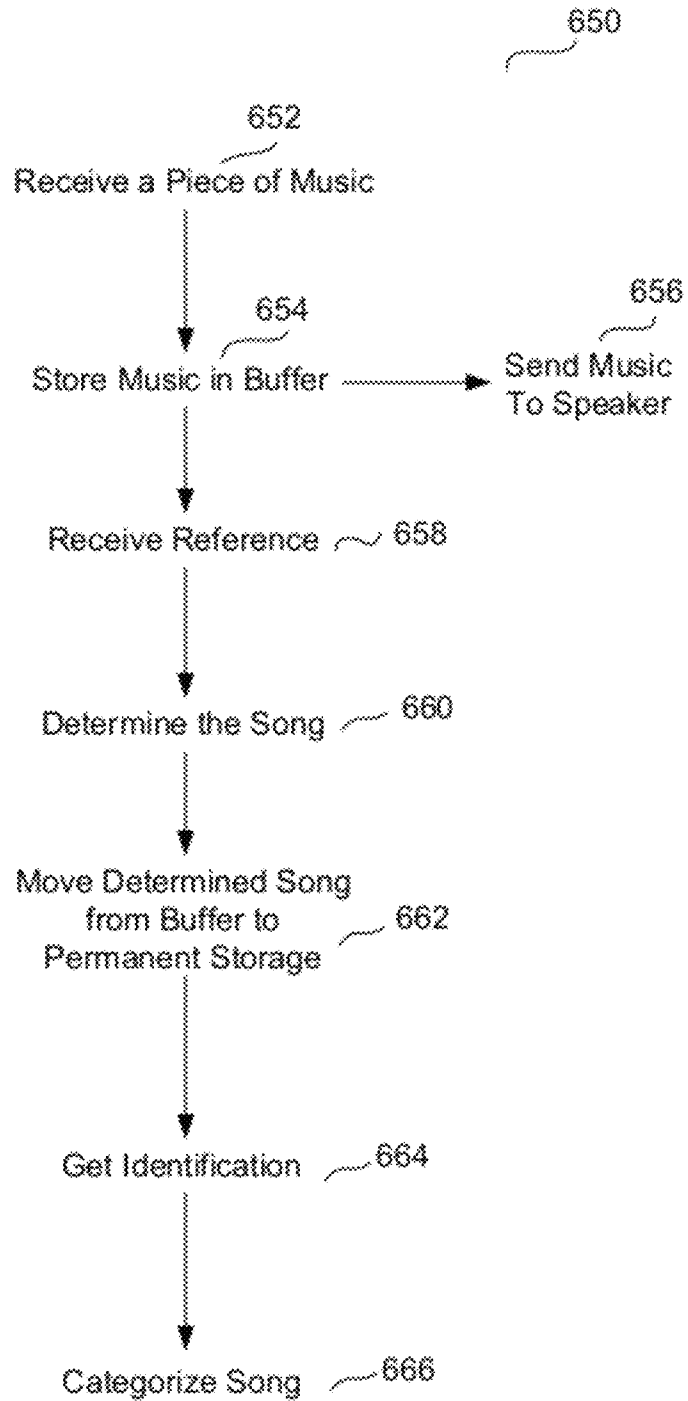 650
652
Receive a Piece of Music
654
656
Store Music in Buffer
Send Music
To Speaker
Receive Reference
658
Determine the Song
660
Move Determined Song
from Buffer to
Permanent Storage
662
Get Identification
664
Categorize Song
666